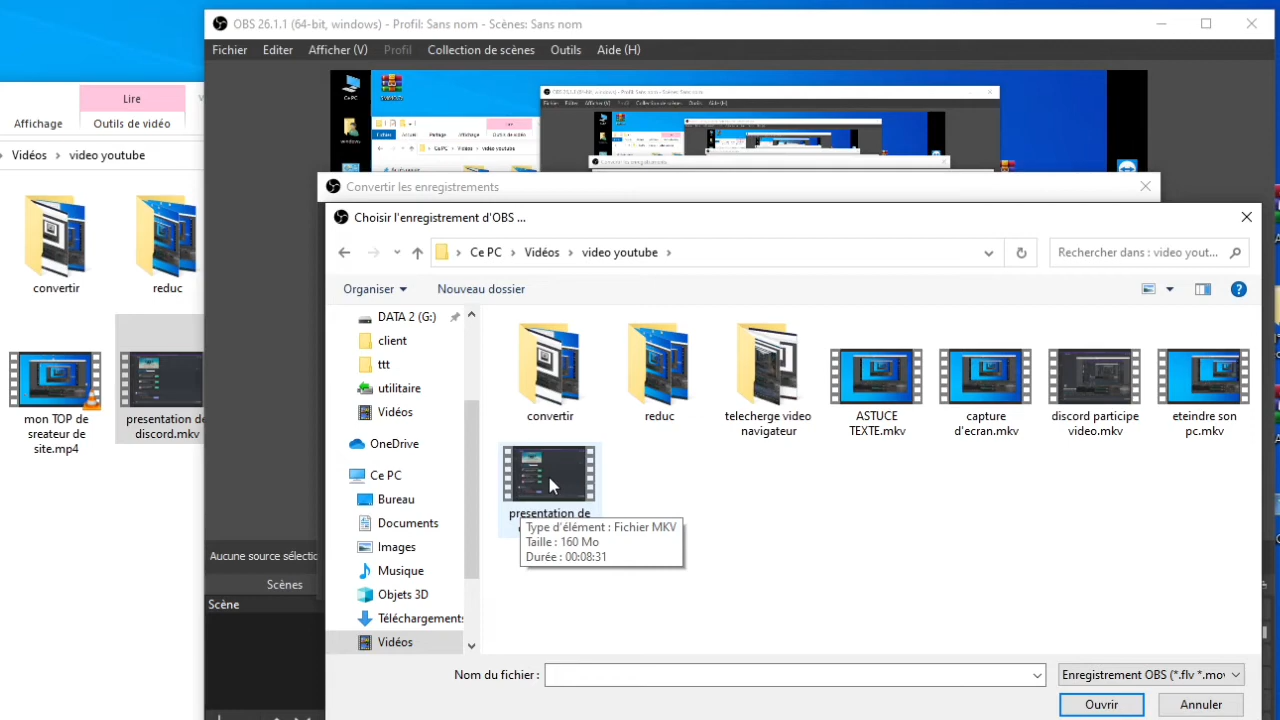 OBS 26.1.1 (64-bit, windows) - Profil: Sans nom - Scènes: Sans nom
Fichier Editer Afficher (V) Profil Collection de scènes Outils Aide (H)
Lire
Affichage Outils de vidéo
Vidéos video youtube
convertir
reduc
mon TOP de
sreateur de
site.mp4
presentation de
discord.mkv
Convertir les enregistrements
Choisir l'enregistrement d'OBS ...
Ce PC Vidéos video youtube
Rechercher dans : video yout...
Organiser Nouveau dossier
DATA 2 (G:)
client
ttt
utilitaire
Vidéos
OneDrive
Ce PC
Bureau
Documents
Images
Musique
Objets 3D
Téléchargements
Vidéos
convertir
reduc
telecherge video
navigateur
ASTUCE
TEXTE.mkv
capture
d'ecran.mkv
discord participe
video.mkv
eteindre son
pc.mkv
presentation de
Type d'élément : Fichier MKV
Taille : 160 Mo
Durée : 00:08:31
Aucune source sélectio
Scènes
Scène
Nom du fichier :
Enregistrement OBS (*.flv *.mov
Ouvrir Annuler